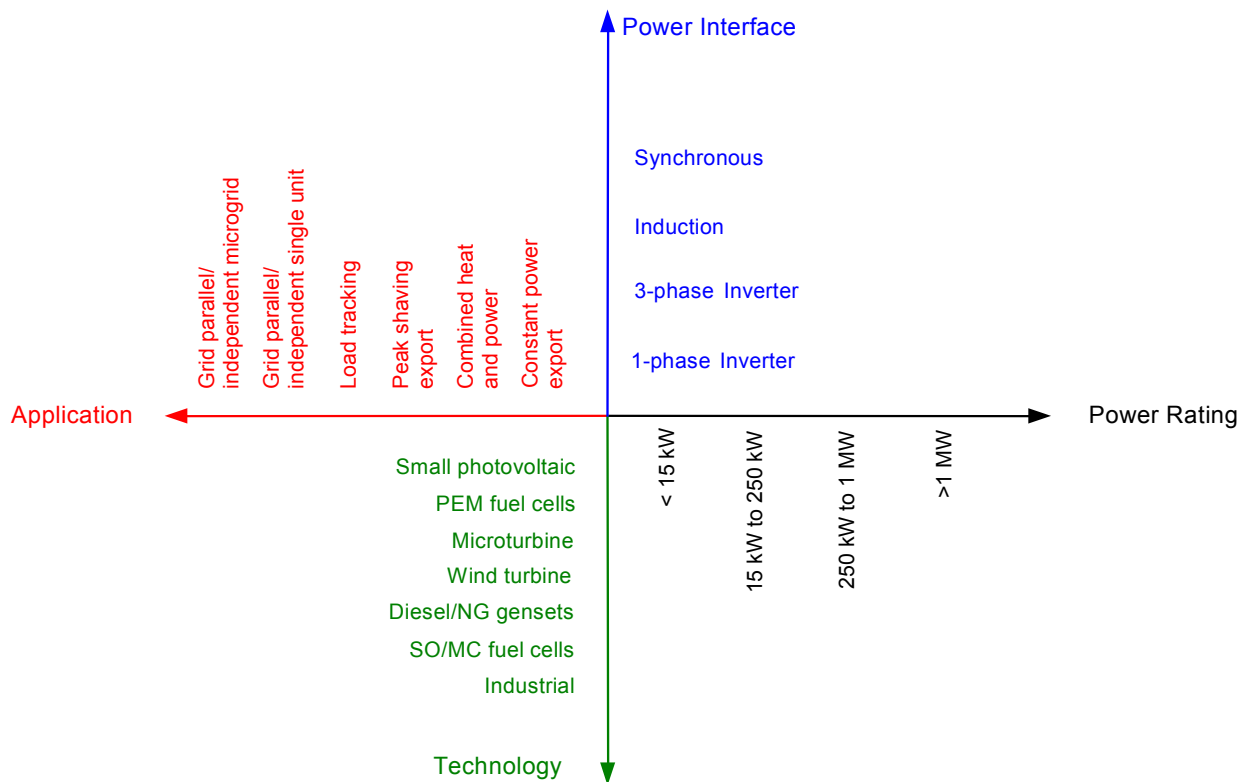 Power Interface
Synchronous
Induction
3-phase Inverter
1-phase Inverter
Grid parallel/
independent microgrid
Grid parallel/
independent single unit
Load tracking
Peak shaving
export
Combined heat
and power
Constant power
export
Application
Power Rating
< 15 kW
15 kW to 250 kW
250 kW to 1 MW
>1 MW
Small photovoltaic
PEM fuel cells
Microturbine
Wind turbine
Diesel/NG gensets
SO/MC fuel cells
Industrial
Technology